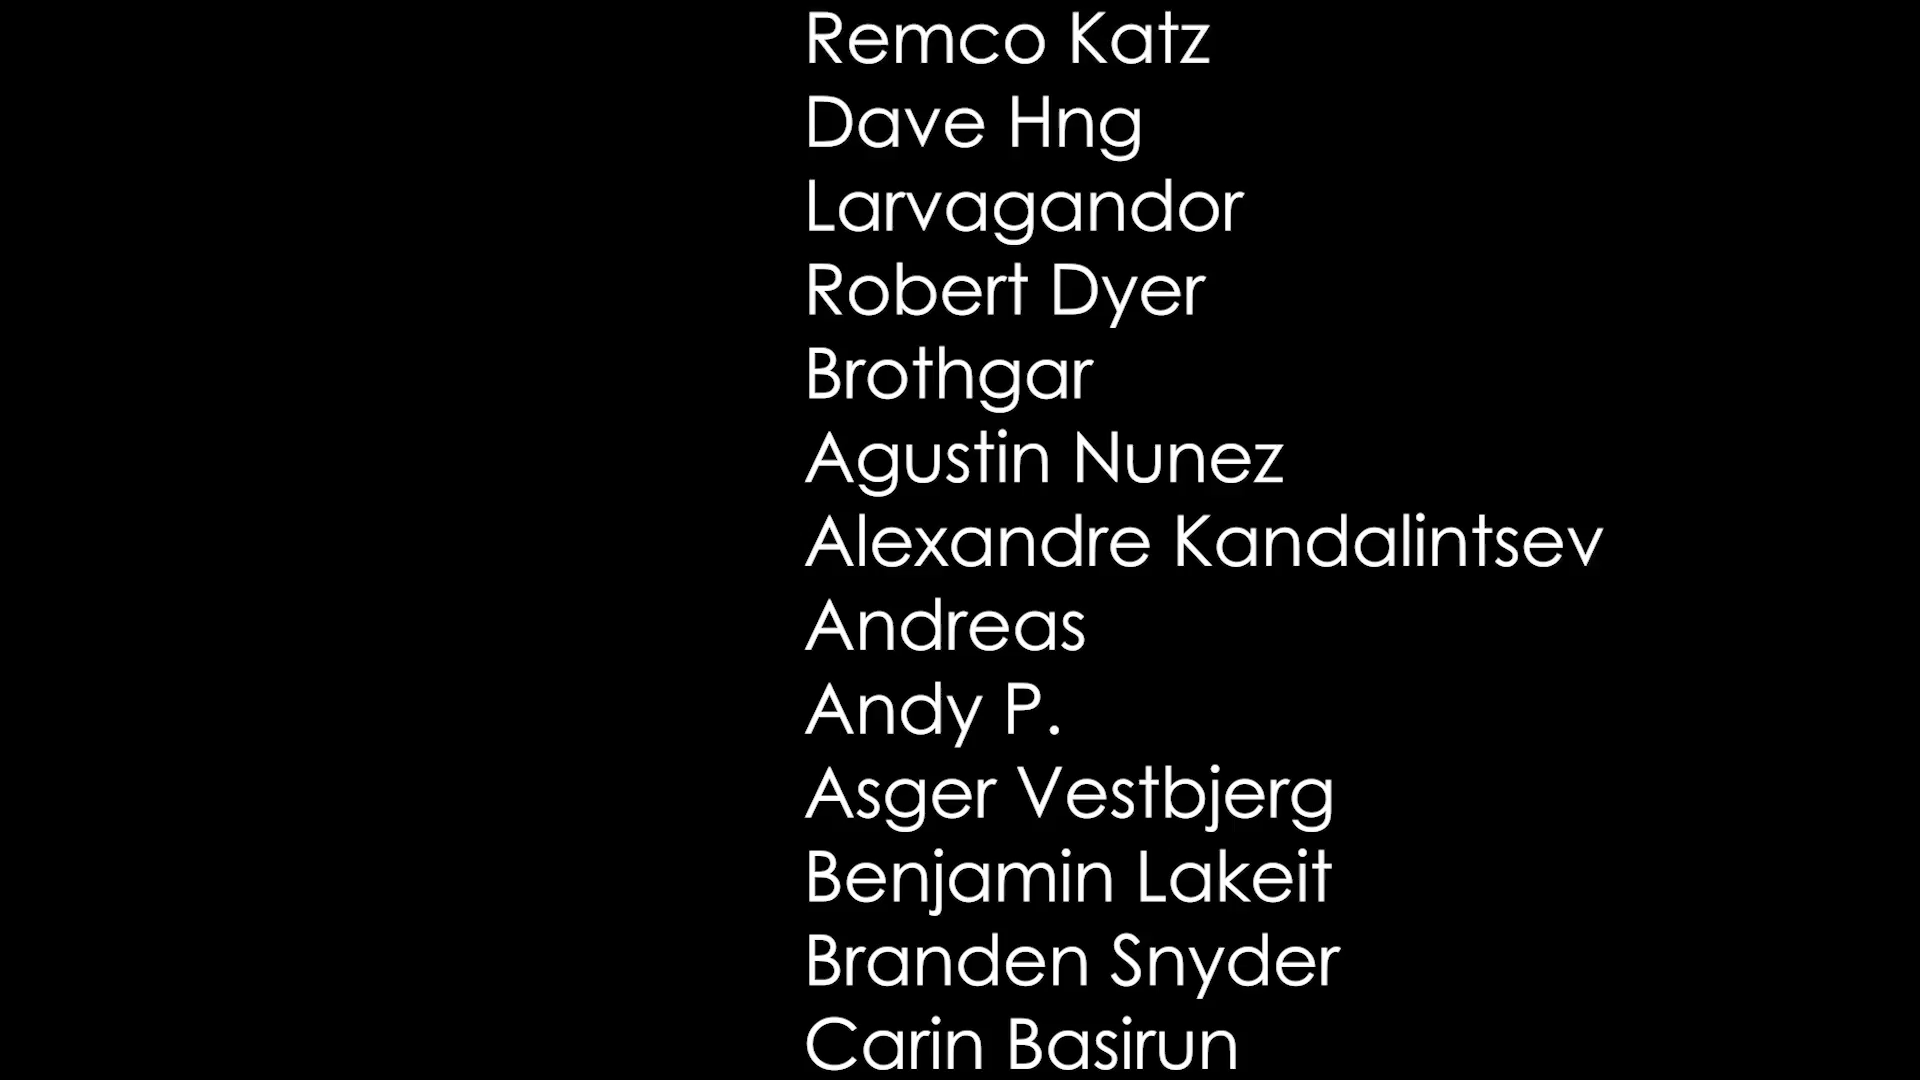 Remco Katz
Dave Hng
Larvagandor
Robert Dyer
Brothgar
Agustin Nunez
Alexandre Kandalintsev
Andreas
Andy P.
Asger Vestbjerg
Benjamin Lakeit
Branden Snyder
Carin Basirun